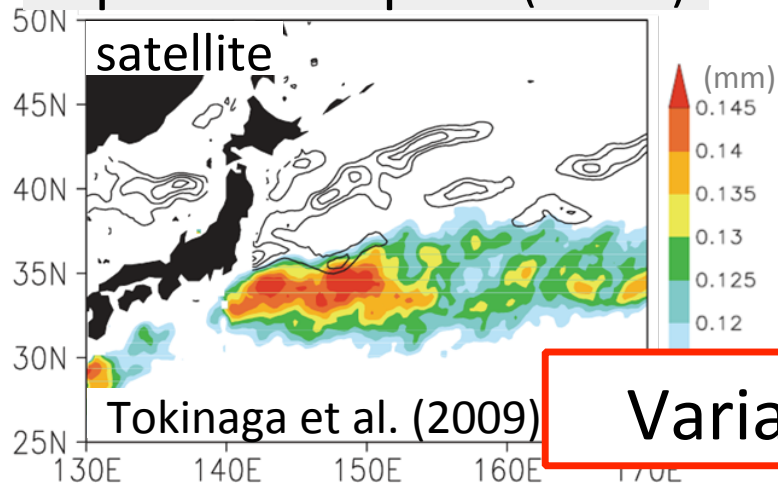 50N
satellite
(mm)
45N
0.145
0.14
40N
0.135
0.13
35N
0.125
0.12
30N
Tokinaga et al. (2009)
25N
130E 140E 150E 160E 170E